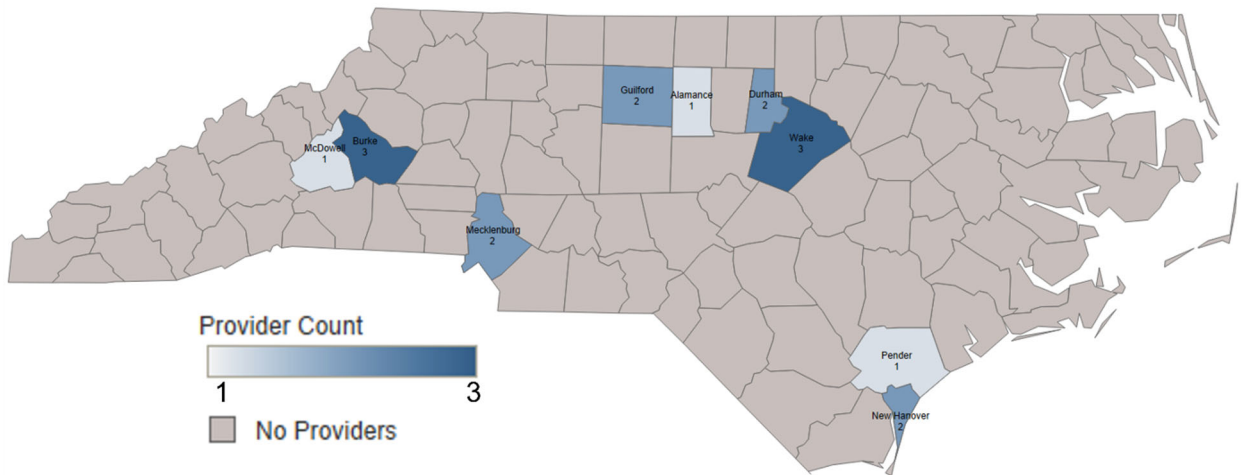 Guilford
2
Alamance
1
Durham
2
Wake
3
McDowell
1
Burke
3
Mecklenburg
2
Pender
1
New Hanover
2
Provider Count
1 3
No Providers